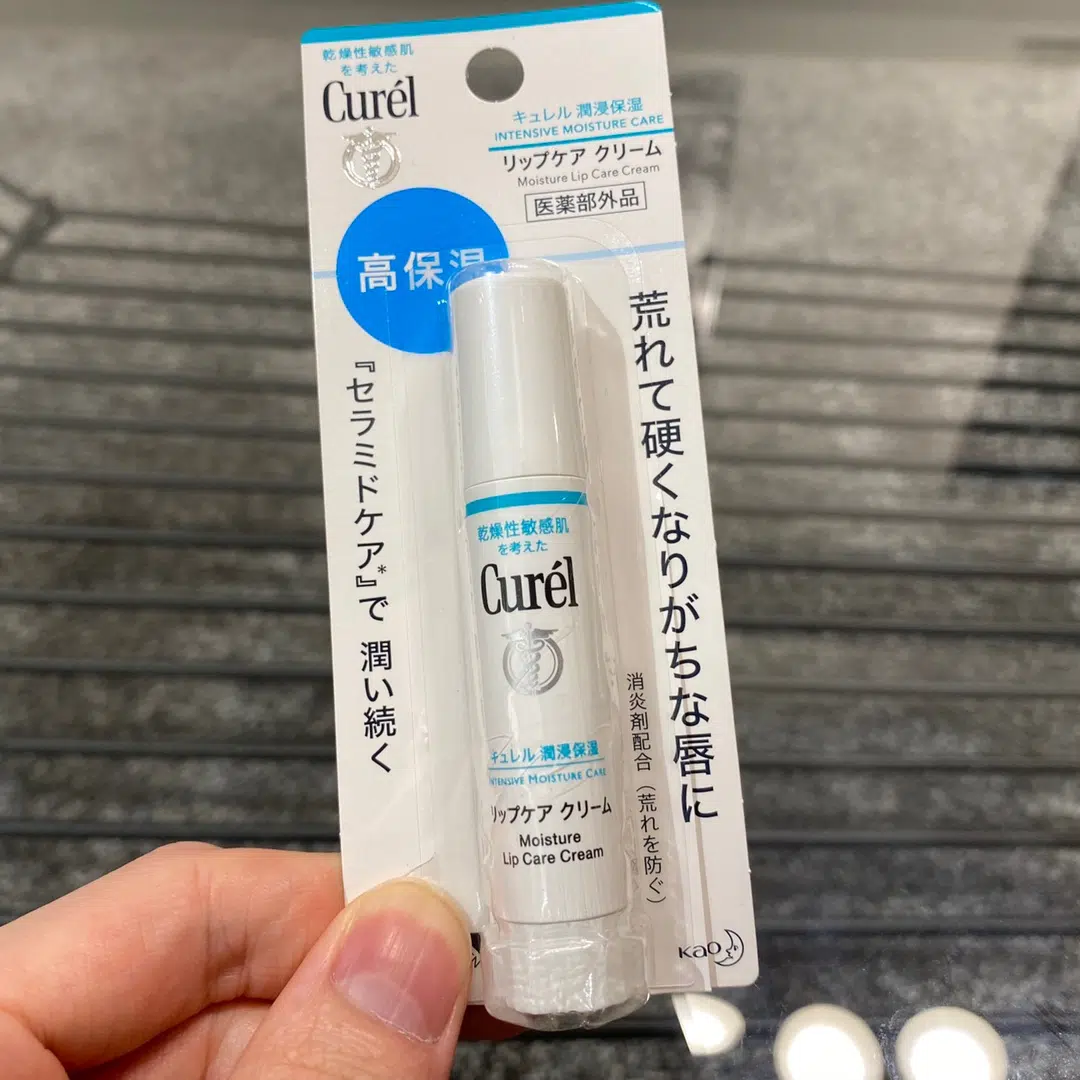 乾燥性敏感肌
を考えた
Curél
キュレル 潤浸保湿
INTENSIVE MOISTURE CARE
リップケア クリーム
Moisture Lip Care Cream
医薬部外品
高保湿
荒れて硬くなりがちな唇に
『セラミドケア』*で 潤い続く
消炎剤配合（荒れを防ぐ）
乾燥性敏感肌
を考えた
Curél
キュレル 潤浸保湿
INTENSIVE MOISTURE CARE
リップケア クリーム
Moisture
Lip Care Cream
Kao